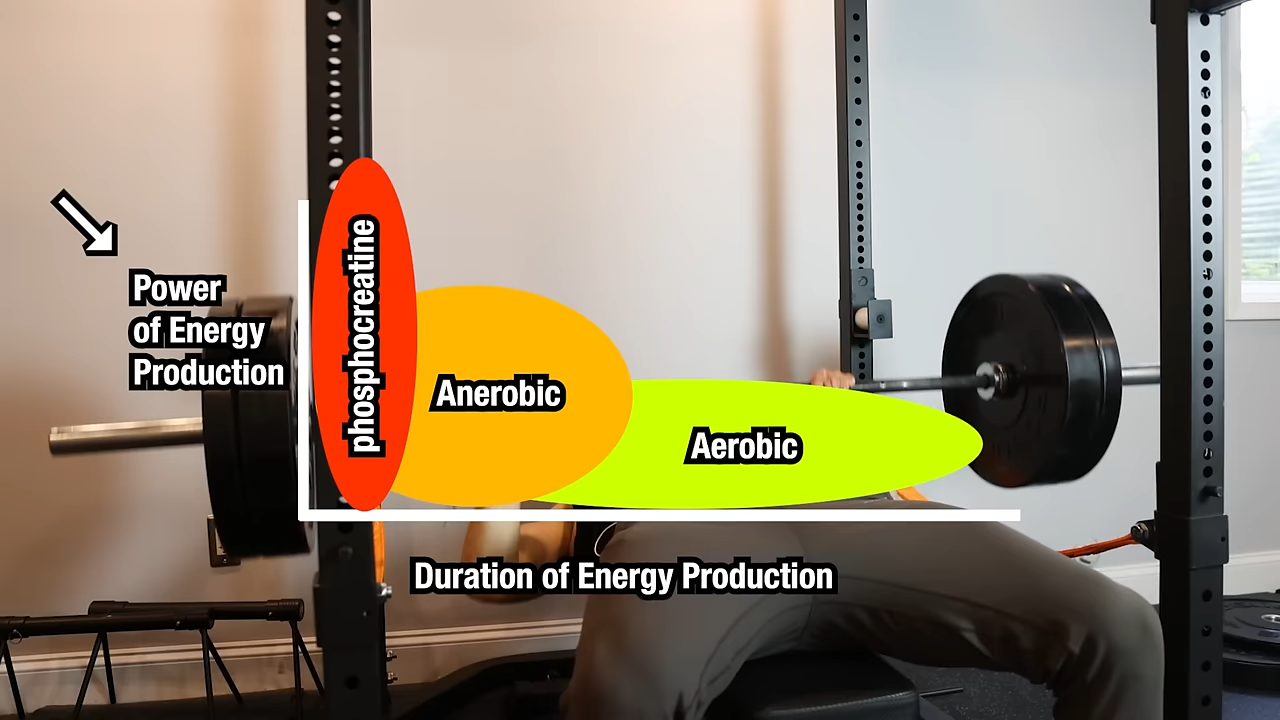 Power
of Energy
Production
phosphocreatine
Anerobic
Aerobic
Duration of Energy Production